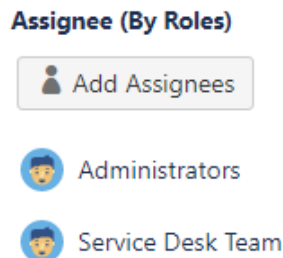 Assignee (By Roles)
Add Assignees
Administrators
Service Desk Team